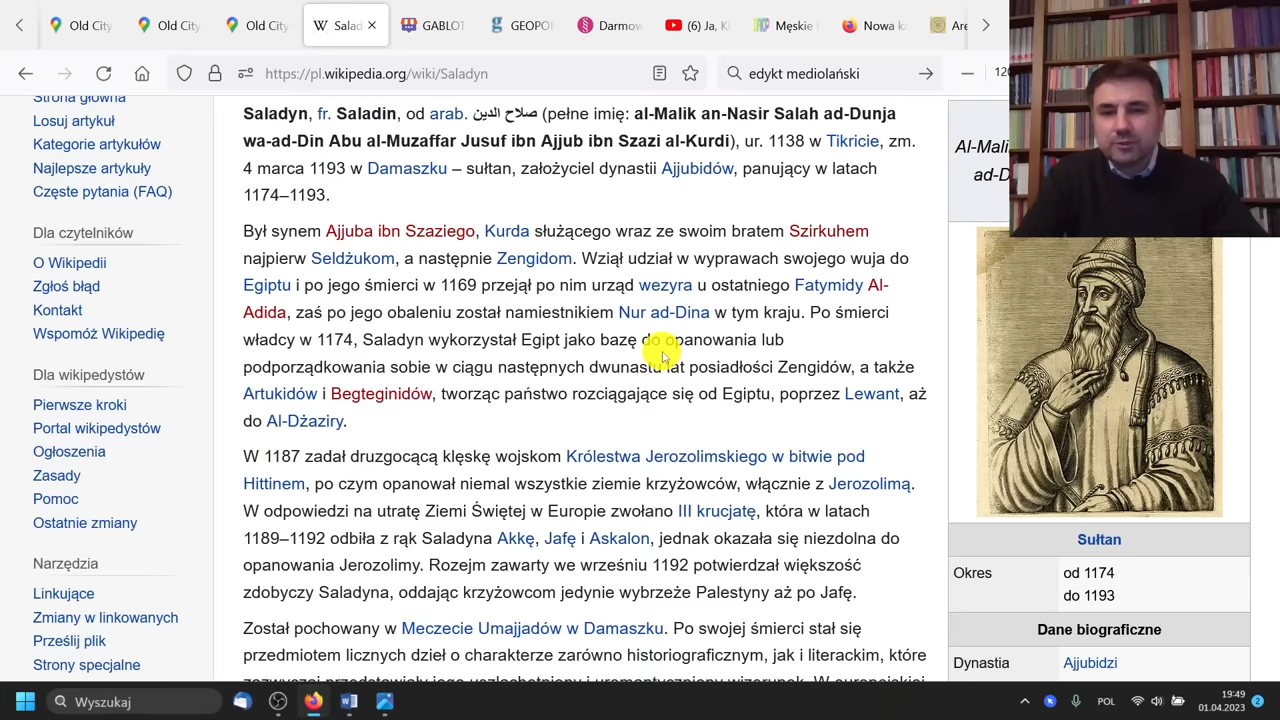 Old City
Old City
Old City
W Salad
GABLOT
GEOPOF
Darmow
(6) Ja, Kl
Męskie
Nowa k
Are
https://pl.wikipedia.org/wiki/Saladyn
edykt mediolański
120
Strona główna
Losuj artykuł
Kategorie artykułów
Najlepsze artykuły
Częste pytania (FAQ)
Dla czytelników
O Wikipedii
Zgłoś błąd
Kontakt
Wspomóż Wikipedię
Dla wikipedystów
Pierwsze kroki
Portal wikipedystów
Ogłoszenia
Zasady
Pomoc
Ostatnie zmiany
Narzędzia
Linkujące
Zmiany w linkowanych
Prześlij plik
Strony specjalne
Saladyn, fr. Saladin, od arab. صلاح الدين (pełne imię: al-Malik an-Nasir Salah ad-Dunja
wa-ad-Din Abu al-Muzaffar Jusuf ibn Ajjub ibn Szazi al-Kurdi), ur. 1138 w Tikricie, zm.
4 marca 1193 w Damaszku – sułtan, założyciel dynastii Ajjubidów, panujący w latach
1174–1193.
Był synem Ajjuba ibn Szaziego, Kurda służącego wraz ze swoim bratem Szirkuhem
najpierw Seldżukom, a następnie Zengidom. Wziął udział w wyprawach swojego wuja do
Egiptu i po jego śmierci w 1169 przejął po nim urząd wezyra u ostatniego Fatymidy Al-
Adida, zaś po jego obaleniu został namiestnikiem Nur ad-Dina w tym kraju. Po śmierci
władcy w 1174, Saladyn wykorzystał Egipt jako bazę do opanowania lub
podporządkowania sobie w ciągu następnych dwunastu lat posiadłości Zengidów, a także
Artukidów i Begteginidów, tworząc państwo rozciągające się od Egiptu, poprzez Lewant, aż
do Al-Dżaziry.
W 1187 zadał druzgocącą klęskę wojskom Królestwa Jerozolimskiego w bitwie pod
Hittinem, po czym opanował niemal wszystkie ziemie krzyżowców, włącznie z Jerozolimą.
W odpowiedzi na utratę Ziemi Świętej w Europie zwołano III krucjatę, która w latach
1189–1192 odbiła z rąk Saladyna Akkę, Jafę i Askalon, jednak okazała się niezdolna do
opanowania Jerozolimy. Rozejm zawarty we wrześniu 1192 potwierdzał większość
zdobyczy Saladyna, oddając krzyżowcom jedynie wybrzeże Palestyny aż po Jafę.
Został pochowany w Meczecie Umajjadów w Damaszku. Po swojej śmierci stał się
przedmiotem licznych dzieł o charakterze zarówno historiograficznym, jak i literackim, które
Al-Mali
ad-D
Sułtan
Okres od 1174
do 1193
Dane biograficzne
Dynastia Ajjubidzi
Wyszukaj
POL
19:49
01.04.2023
2